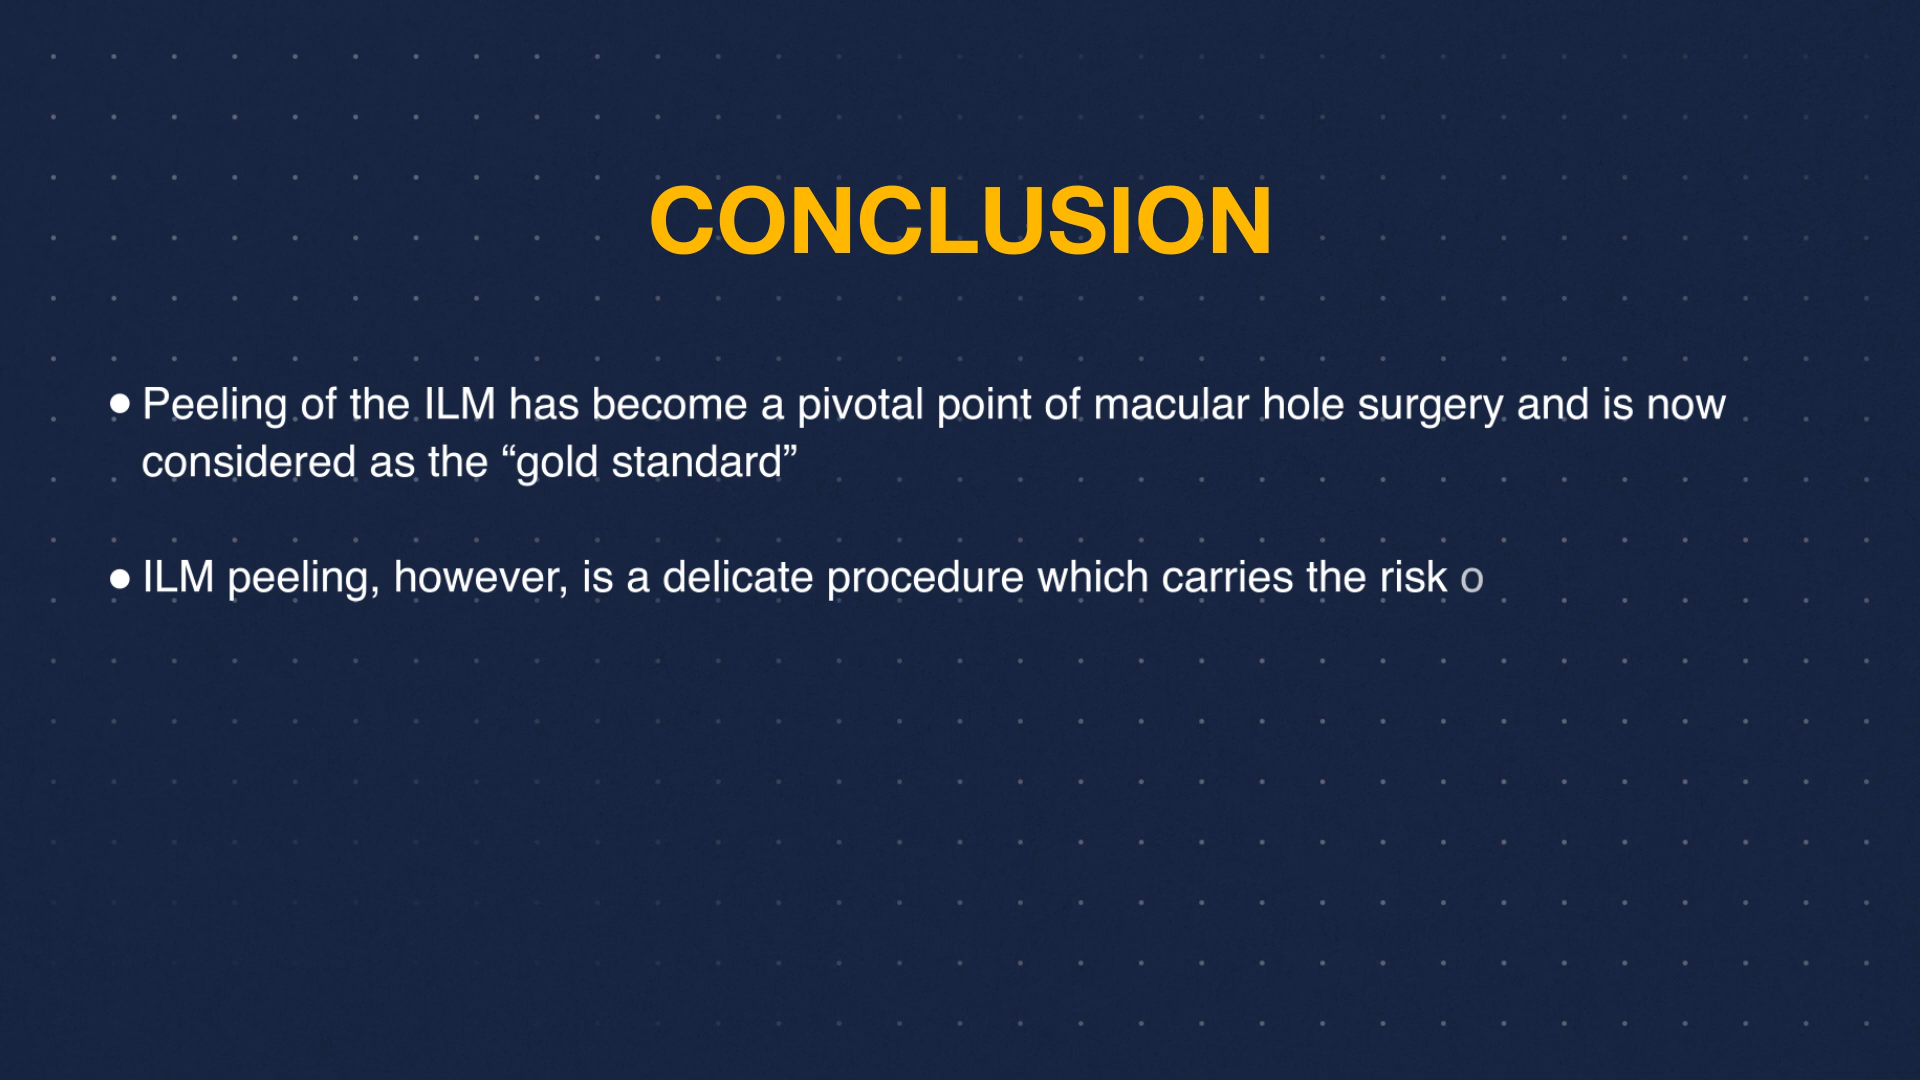 CONCLUSION
• Peeling of the ILM has become a pivotal point of macular hole surgery and is now
considered as the “gold standard”
• ILM peeling, however, is a delicate procedure which carries the risk o